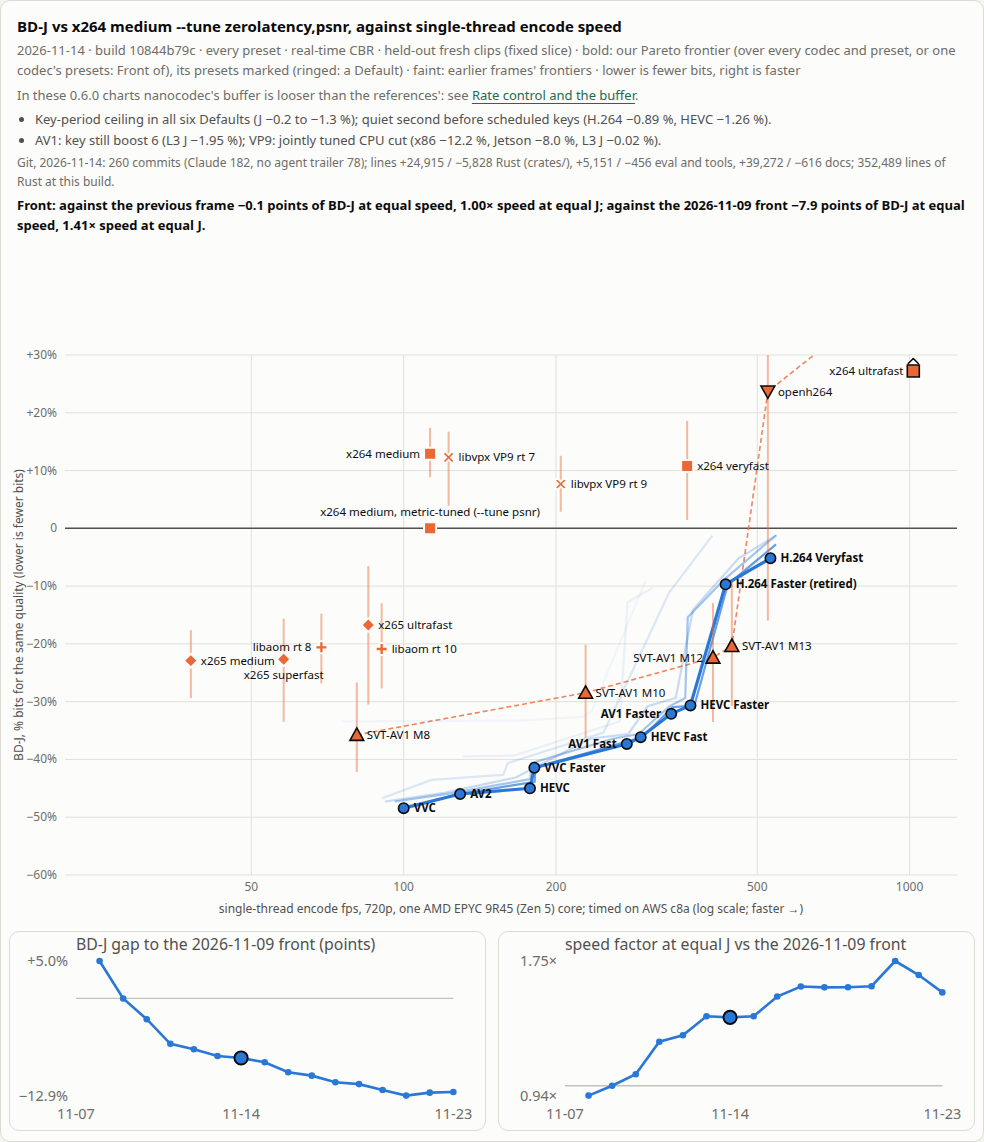 BD-J vs x264 medium --tune zerolatency,psnr, against single-thread encode speed
2026-11-14 · build 10844b79c · every preset · real-time CBR · held-out fresh clips (fixed slice) · bold: our Pareto frontier (over every codec and preset, or one
codec's presets: Front of), its presets marked (ringed: a Default) · faint: earlier frames' frontiers · lower is fewer bits, right is faster
In these 0.6.0 charts nanocodec's buffer is looser than the references': see Rate control and the buffer.
• Key-period ceiling in all six Defaults (J −0.2 to −1.3 %); quiet second before scheduled keys (H.264 −0.89 %, HEVC −1.26 %).
• AV1: key still boost 6 (L3 J −1.95 %); VP9: jointly tuned CPU cut (x86 −12.2 %, Jetson −8.0 %, L3 J −0.02 %).
Git, 2026-11-14: 260 commits (Claude 182, no agent trailer 78); lines +24,915 / −5,828 Rust (crates/), +5,151 / −456 eval and tools, +39,272 / −616 docs; 352,489 lines of
Rust at this build.
Front: against the previous frame −0.1 points of BD-J at equal speed, 1.00× speed at equal J; against the 2026-11-09 front −7.9 points of BD-J at equal
speed, 1.41× speed at equal J.
+30%
x264 ultrafast
openh264
+20%
x264 medium
libvpx VP9 rt 7
x264 veryfast
+10%
libvpx VP9 rt 9
x264 medium, metric-tuned (--tune psnr)
0
H.264 Veryfast
−10%
H.264 Faster (retired)
x265 ultrafast
−20%
libaom rt 8
libaom rt 10
SVT-AV1 M13
SVT-AV1 M12
x265 medium
x265 superfast
SVT-AV1 M10
−30%
HEVC Faster
AV1 Faster
SVT-AV1 M8
HEVC Fast
AV1 Fast
−40%
VVC Faster
HEVC
AV2
VVC
−50%
−60%
BD-J, % bits for the same quality (lower is fewer bits)
50
100
200
500
1000
single-thread encode fps, 720p, one AMD EPYC 9R45 (Zen 5) core; timed on AWS c8a (log scale; faster →)
BD-J gap to the 2026-11-09 front (points)
+5.0%
−12.9%
11-07
11-14
11-23
speed factor at equal J vs the 2026-11-09 front
1.75×
0.94×
11-07
11-14
11-23